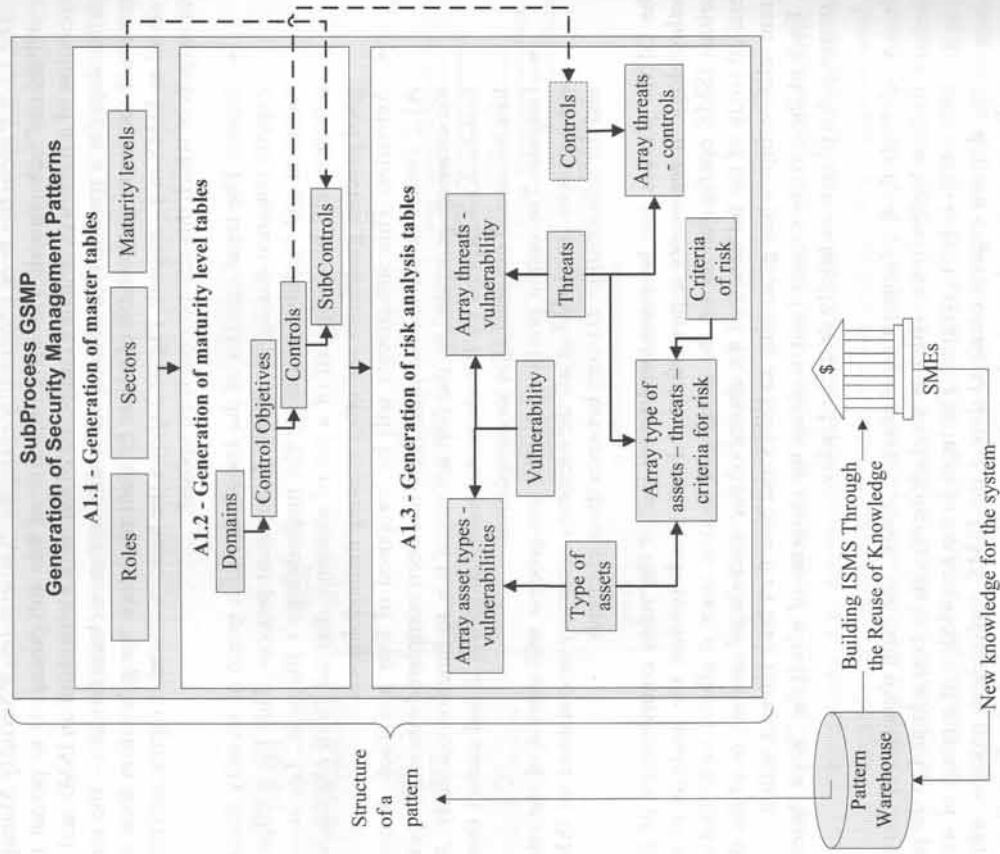 SubProcess GSMP
Generation of Security Management Patterns
A1.1 - Generation of master tables
Roles
Sectors
Maturity levels
A1.2 - Generation of maturity level tables
Domains
Control Objectives
Controls
SubControls
A1.3 - Generation of risk analysis tables
Array asset types -
vulnerabilities
Array threats -
vulnerability
Vulnerability
Type of
assets
Threats
Controls
Array type of
assets – threats –
criteria for risk
Criteria
of risk
Array threats
- controls
Structure
of a
pattern
Pattern
Warehouse
Building ISMS Through
the Reuse of Knowledge
$
SMEs
New knowledge for the system